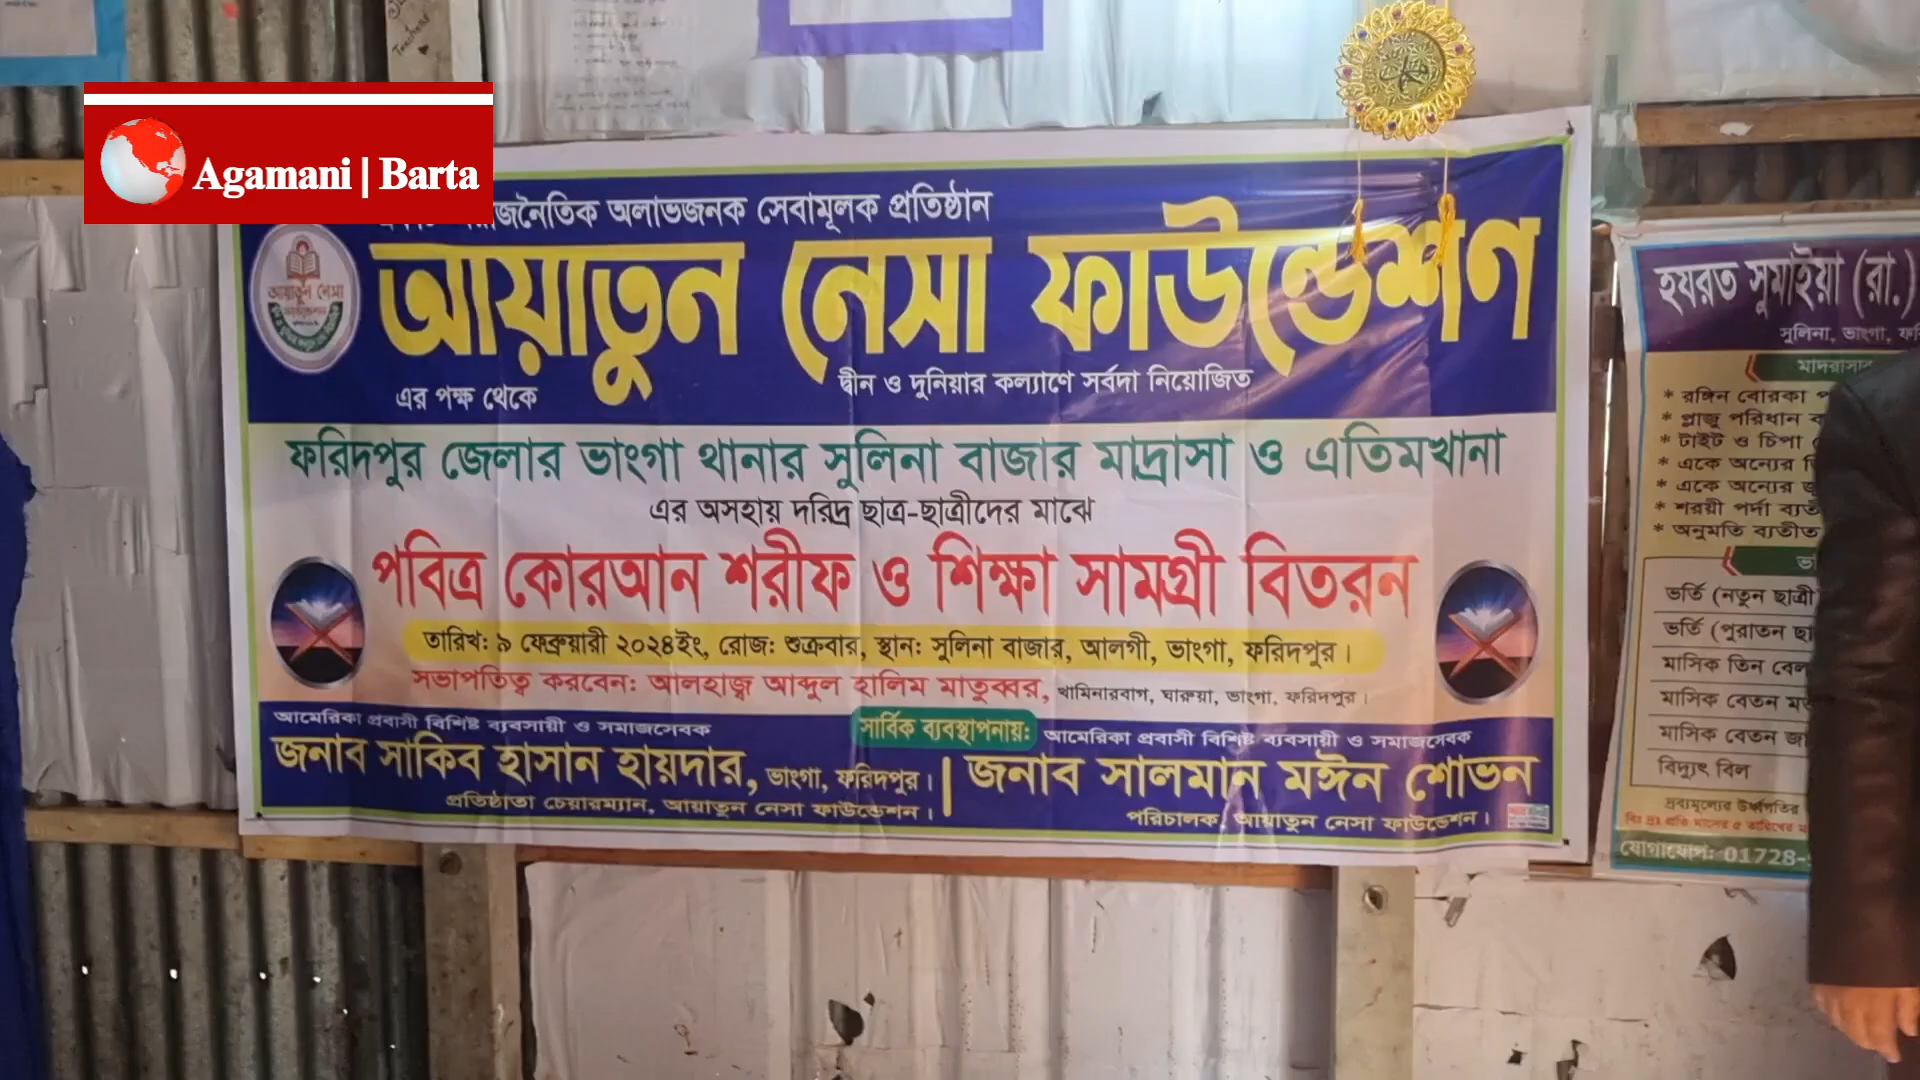 Agamani | Barta
অলাভজনক সেবামূলক প্রতিষ্ঠান
আয়াতুন নেসা ফাউন্ডেশণ
দ্বীন ও দুনিয়ার কল্যাণে সর্বদা নিয়োজিত
এর পক্ষ থেকে
ফরিদপুর জেলার ভাংগা থানার সুলিনা বাজার মাদ্রাসা ও এতিমখানা
এর অসহায় দরিদ্র ছাত্র-ছাত্রীদের মাঝে
পবিত্র কোরআন শরীফ ও শিক্ষা সামগ্রী বিতরন
তারিখ: ৯ ফেব্রুয়ারী ২০২৪ইং, রোজ: শুক্রবার, স্থান: সুলিনা বাজার, আলগী, ভাংগা, ফরিদপুর।
সভাপতিত্ব করবেন: আলহাজ্ব আব্দুল হালিম মাতুব্বর, খামিনারবাগ, ঘারুয়া, ভাংগা, ফরিদপুর।
সার্বিক ব্যবস্থাপনায়:
আমেরিকা প্রবাসী বিশিষ্ট ব্যবসায়ী ও সমাজসেবক
জনাব সাকিব হাসান হায়দার, ভাংগা, ফরিদপুর।
প্রতিষ্ঠাতা চেয়ারম্যান, আয়াতুন নেসা ফাউন্ডেশন।
আমেরিকা প্রবাসী বিশিষ্ট ব্যবসায়ী ও সমাজসেবক
জনাব সালমান মঈন শোভন
পরিচালক, আয়াতুন নেসা ফাউন্ডেশন।
হযরত সুমাইয়া (রা.)
সুলিনা, ভাংগা,
* রঙ্গিন বোরকা
* প্লাজু পরিধান
* টাইট ও চিপা
* একে অন্যের
* একে অন্যের
* শরয়ী পর্দা
* অনুমতি ব্যতীত
ভর্তি (নতুন ছাত্রী
ভর্তি (পুরাতন
মাসিক তিন
মাসিক বেতন
মাসিক বেতন
বিদ্যুৎ বিল
দ্রব্যমূল্যের উর্ধ্বগতির
যোগাযোগ: 01728-